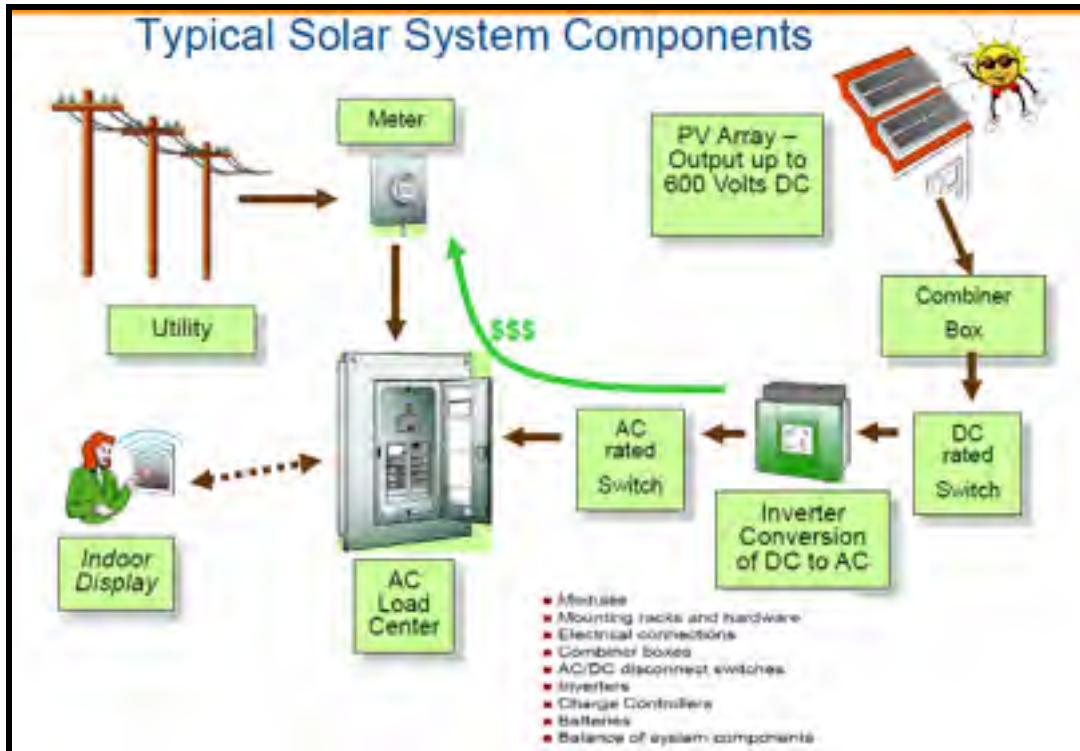 Typical Solar System Components
Meter
PV Array –
Output up to
600 Volts DC
Utility
Combiner
Box
$$$
AC
rated
Switch
DC
rated
Switch
Inverter
Conversion
of DC to AC
Indoor
Display
AC
Load
Center
Modules
Mounting racks and hardware
Electrical connections
Combiner boxes
AC/DC disconnect switches
Inverters
Charge Controllers
Batteries
Balance of system components